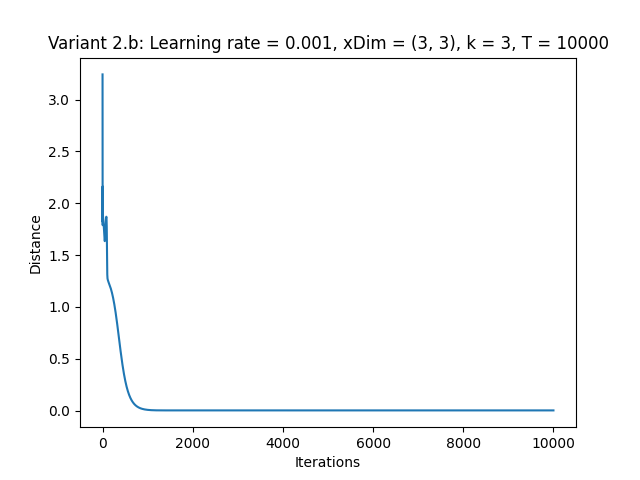 Variant 2.b: Learning rate = 0.001, xDim = (3, 3), k = 3, T = 10000
3.0
2.5
2.0
1.5
1.0
0.5
0.0
Distance
0 2000 4000 6000 8000 10000
Iterations